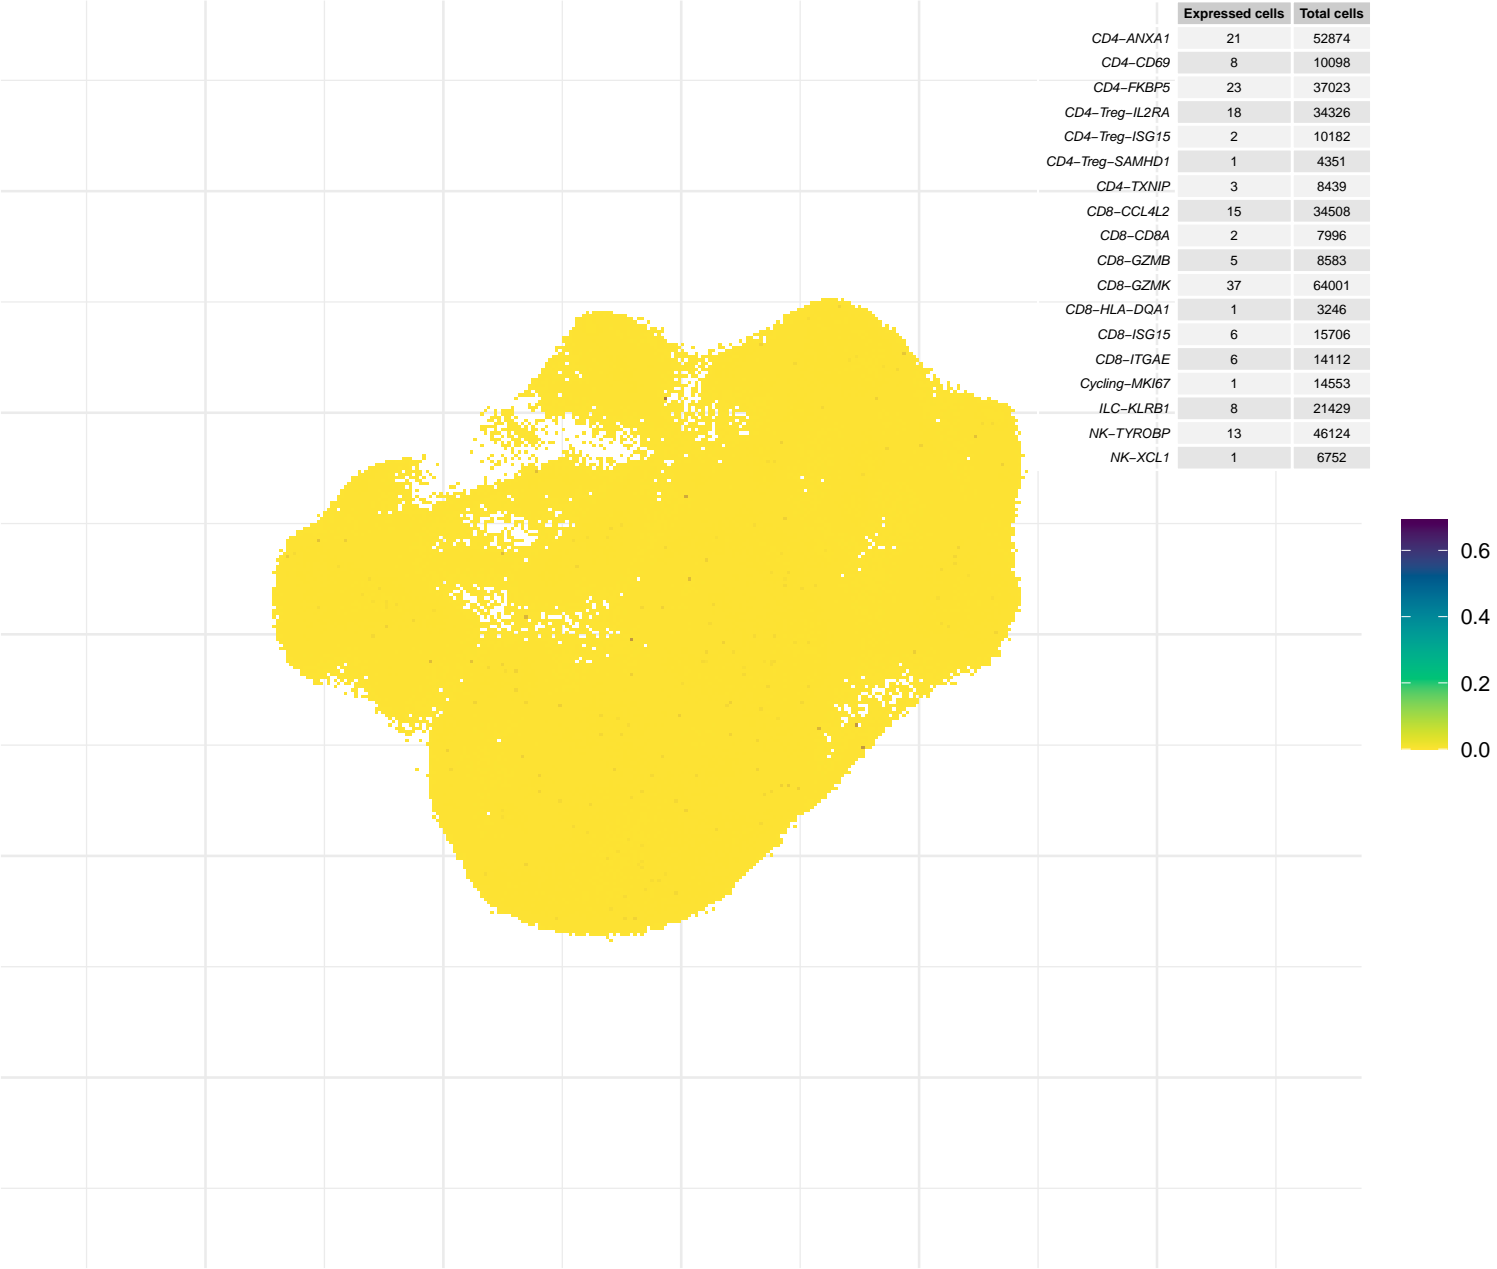 Expressed cells Total cells
CD4−ANXA1 21 52874
CD4−CD69 8 10098
CD4−FKBP5 23 37023
CD4−Treg−IL2RA 18 34326
CD4−Treg−ISG15 2 10182
CD4−Treg−SAMHD1 1 4351
CD4−TXNIP 3 8439
CD8−CCL4L2 15 34508
CD8−CD8A 2 7996
CD8−GZMB 5 8583
CD8−GZMK 37 64001
CD8−HLA−DQA1 1 3246
CD8−ISG15 6 15706
CD8−ITGAE 6 14112
Cycling−MKI67 1 14553
ILC−KLRB1 8 21429
NK−TYROBP 13 46124
NK−XCL1 1 6752
0.6
0.4
0.2
0.0